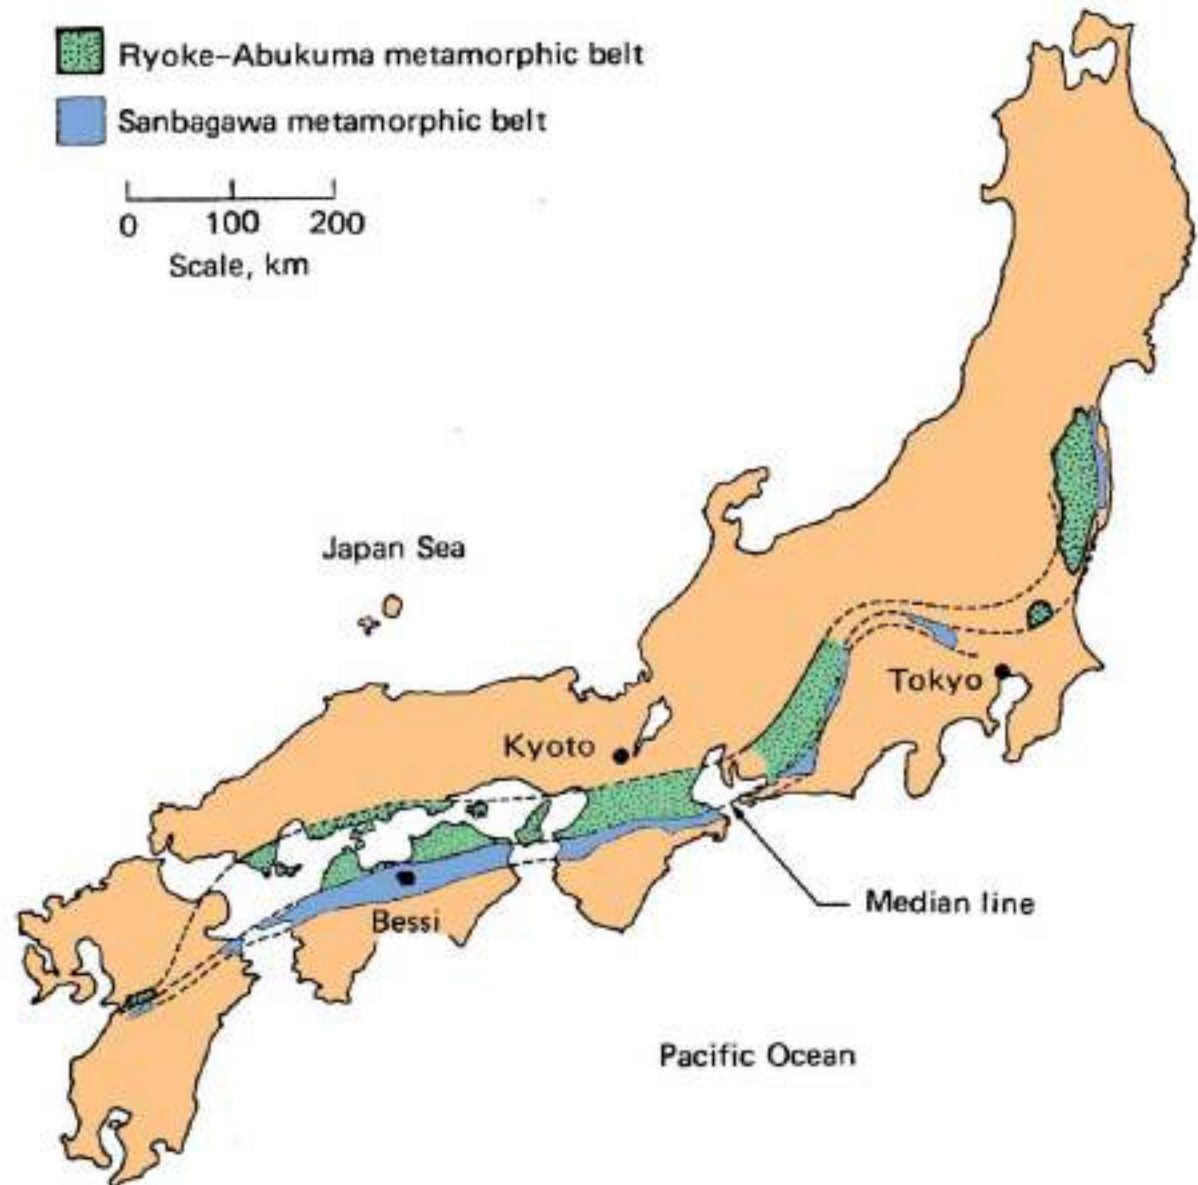 Ryoke–Abukuma metamorphic belt
Sanbagawa metamorphic belt
0 100 200
Scale, km
Japan Sea
Tokyo
Kyoto
Median line
Bessi
Pacific Ocean